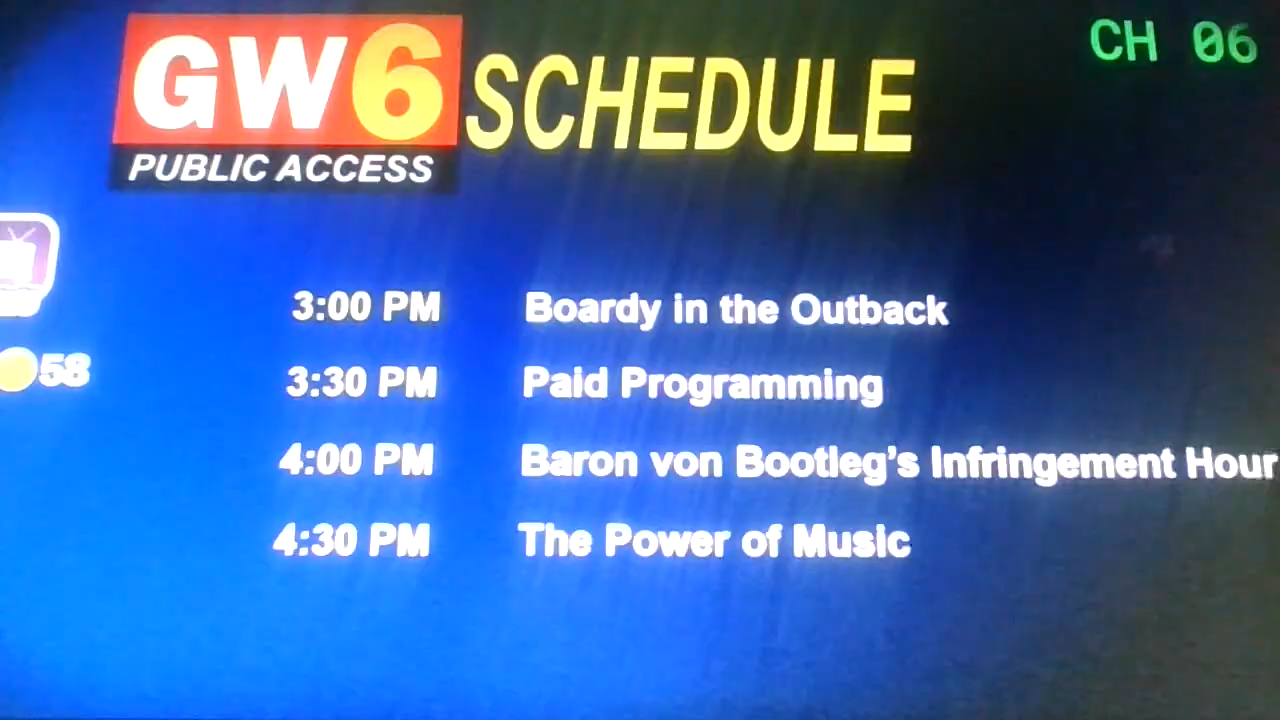 GW6 SCHEDULE
PUBLIC ACCESS
CH 06
58
3:00 PM Boardy in the Outback
3:30 PM Paid Programming
4:00 PM Baron von Bootleg’s Infringement Hour
4:30 PM The Power of Music